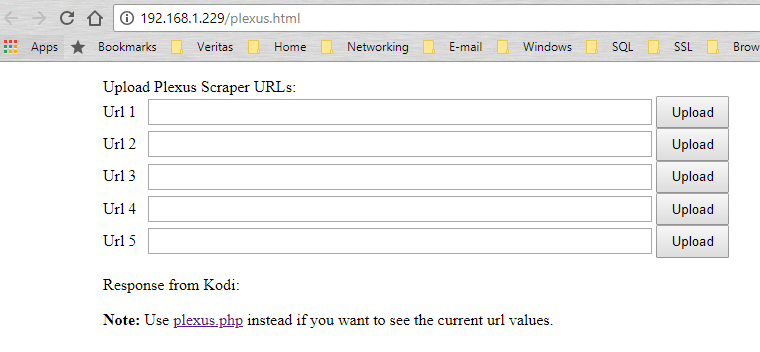 192.168.1.229/plexus.html
Apps Bookmarks Veritas Home Networking E-mail Windows SQL SSL Brow
Upload Plexus Scraper URLs:
Url 1 Upload
Url 2 Upload
Url 3 Upload
Url 4 Upload
Url 5 Upload
Response from Kodi:
Note: Use plexus.php instead if you want to see the current url values.